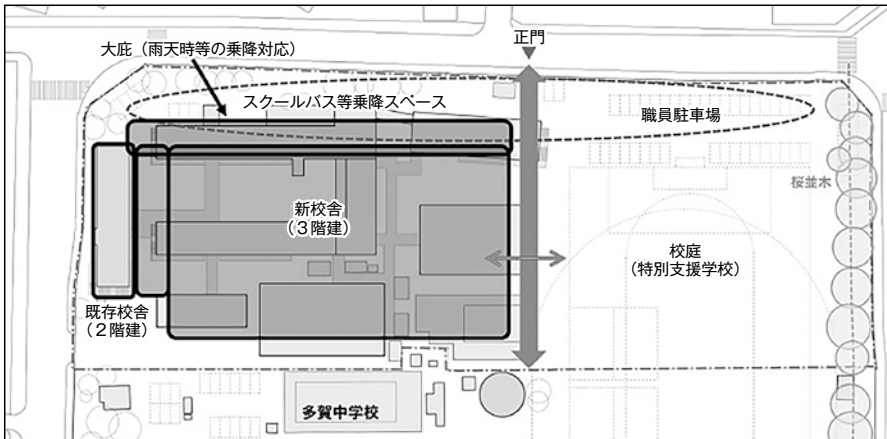 正門
大庇（雨天時等の乗降対応）
スクールバス等乗降スペース
職員駐車場
桜並木
新校舎
（3階建）
校庭
（特別支援学校）
既存校舎
（2階建）
多賀中学校